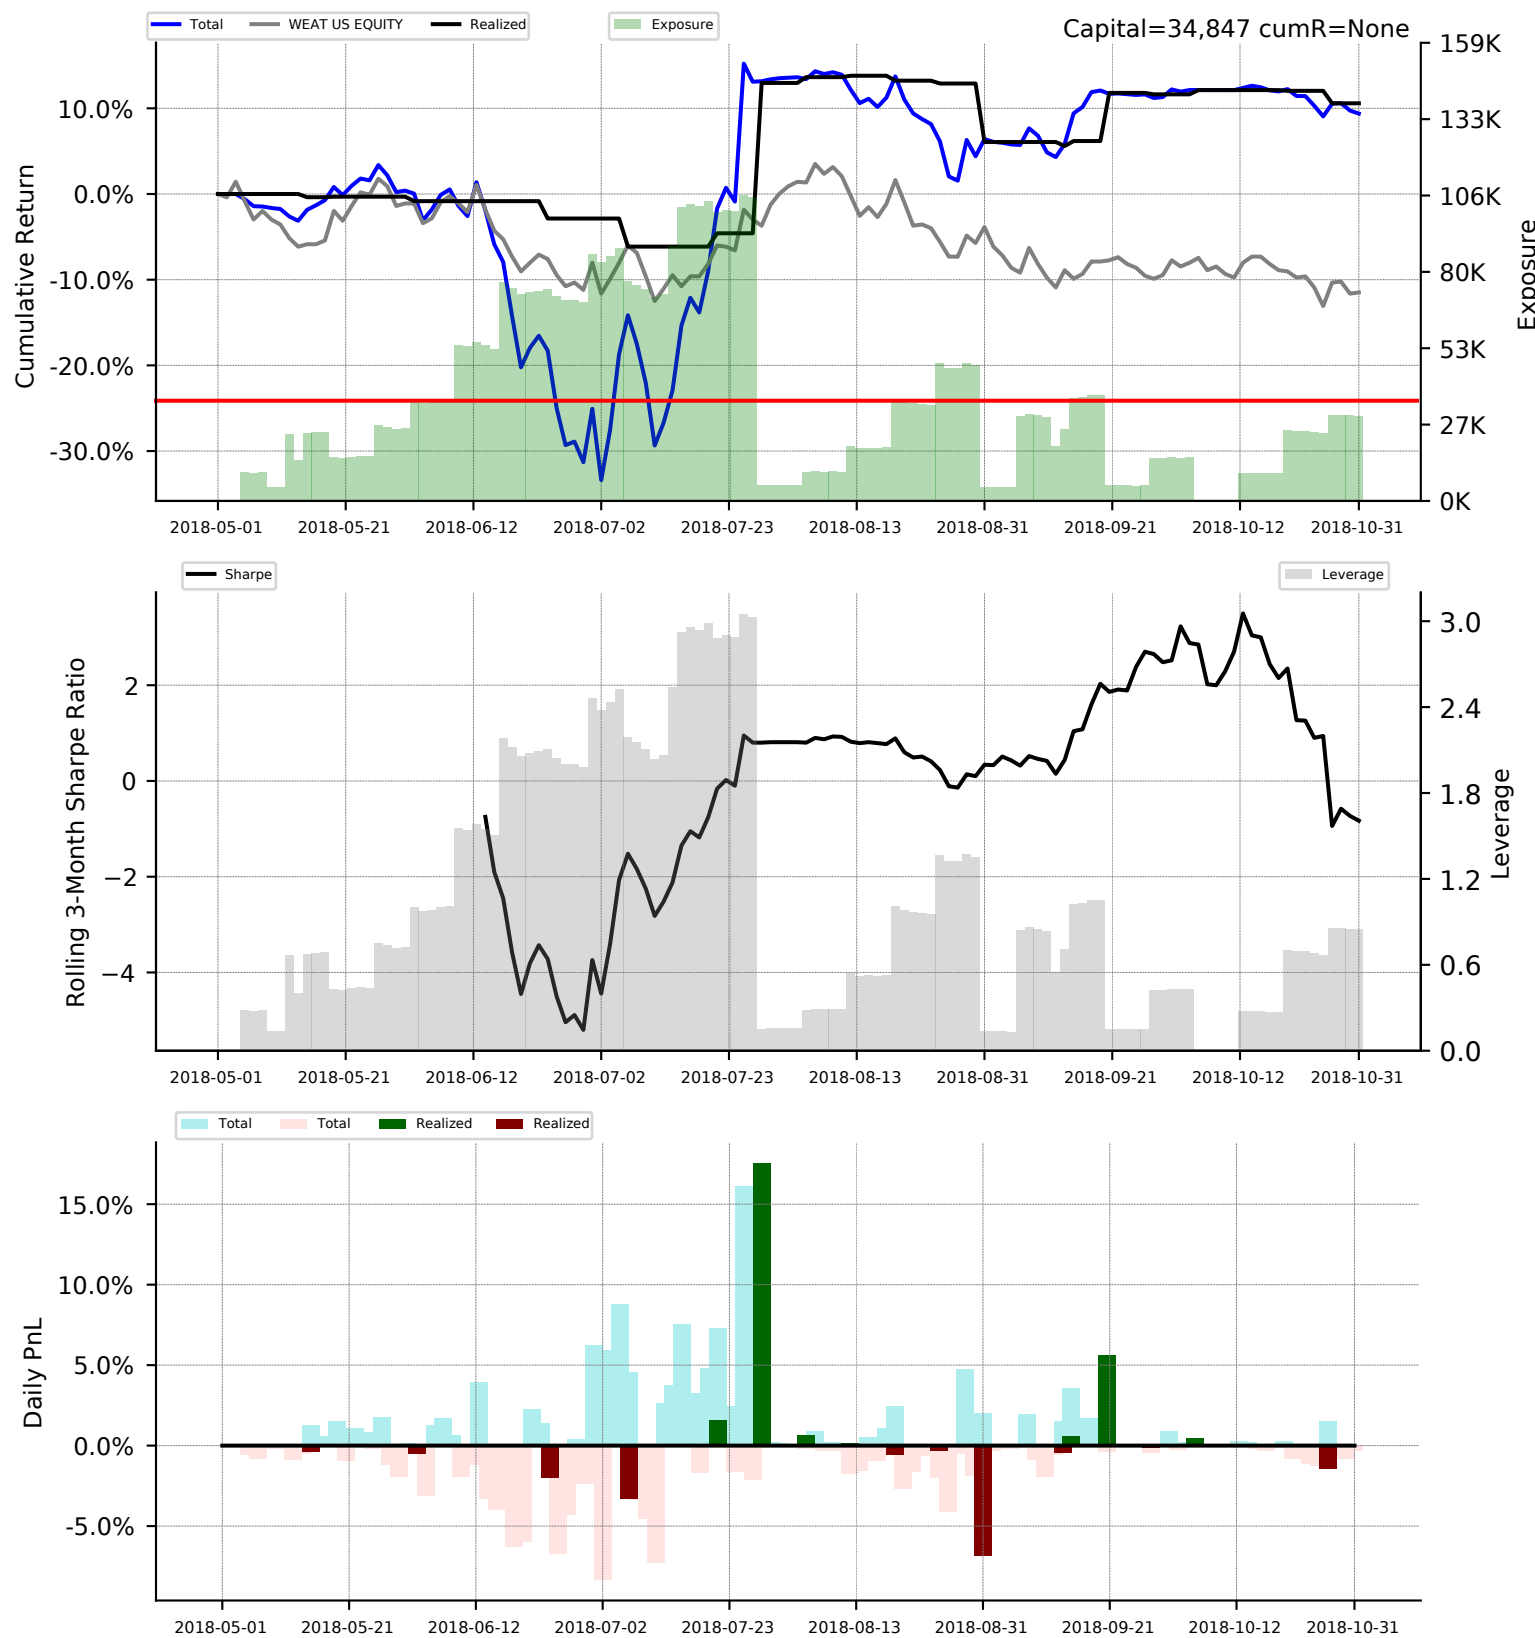 Total
WEAT US EQUITY
Realized
Exposure
Capital=34,847 cumR=None
Cumulative Return
10.0%
0.0%
-10.0%
-20.0%
-30.0%
159K
133K
106K
80K
53K
27K
0K
Exposure
2018-05-01 2018-05-21 2018-06-12 2018-07-02 2018-07-23 2018-08-13 2018-08-31 2018-09-21 2018-10-12 2018-10-31
Sharpe
Leverage
Rolling 3-Month Sharpe Ratio
2
0
−2
−4
3.0
2.4
1.8
1.2
0.6
0.0
Leverage
2018-05-01 2018-05-21 2018-06-12 2018-07-02 2018-07-23 2018-08-13 2018-08-31 2018-09-21 2018-10-12 2018-10-31
Total
Total
Realized
Realized
Daily PnL
15.0%
10.0%
5.0%
0.0%
-5.0%
2018-05-01 2018-05-21 2018-06-12 2018-07-02 2018-07-23 2018-08-13 2018-08-31 2018-09-21 2018-10-12 2018-10-31